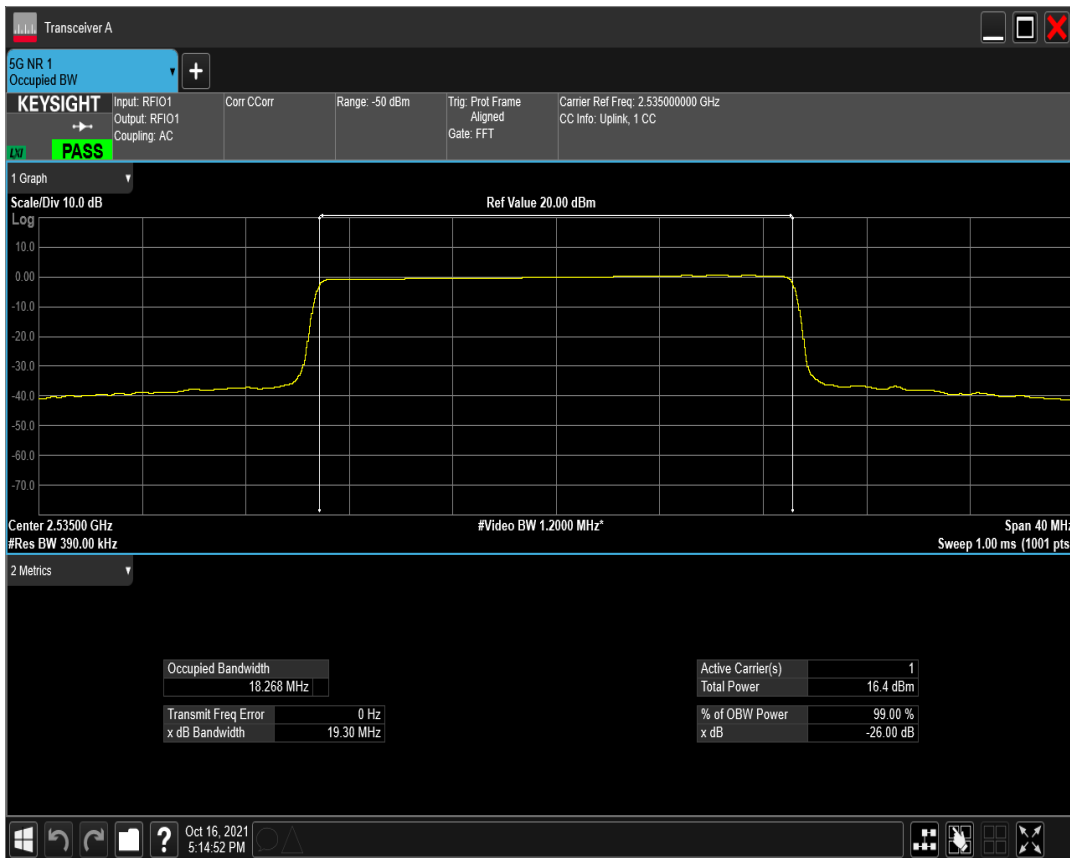 Transceiver A
5G NR 1
Occupied BW
+
KEYSIGHT
LXI
PASS
Input: RFIO1
Output: RFIO1
Coupling: AC
Corr CCorr
Range: -50 dBm
Trig: Prot Frame
Aligned
Gate: FFT
Carrier Ref Freq: 2.535000000 GHz
CC Info: Uplink, 1 CC
1 Graph
Scale/Div 10.0 dB
Ref Value 20.00 dBm
Log
10.0
0.00
-10.0
-20.0
-30.0
-40.0
-50.0
-60.0
-70.0
Center 2.53500 GHz
#Video BW 1.2000 MHz*
Span 40 MHz
#Res BW 390.00 kHz
Sweep 1.00 ms (1001 pts
2 Metrics
Occupied Bandwidth
18.268 MHz
Transmit Freq Error 0 Hz
x dB Bandwidth 19.30 MHz
Active Carrier(s) 1
Total Power 16.4 dBm
% of OBW Power 99.00 %
x dB -26.00 dB
?
Oct 16, 2021
5:14:52 PM